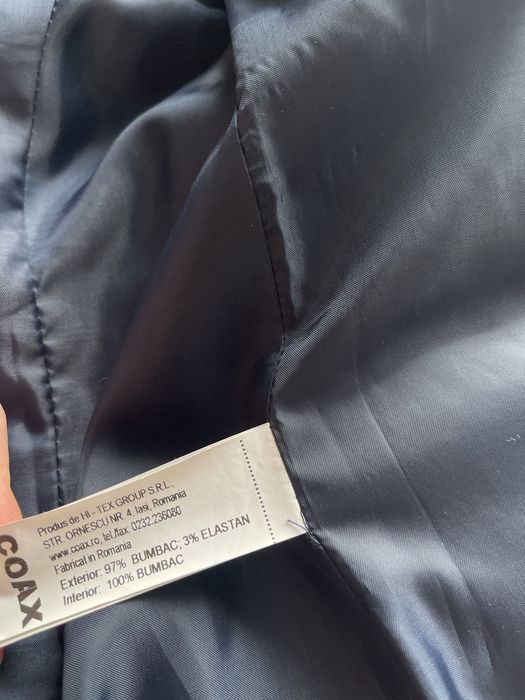 Produs de HI - TEX GROUP S.R.L.,
STR. ORNESCU NR. 4, Iasi, Romania
www.coax.ro, tel./fax. 0232.236080
Fabricat in Romania
Exterior: 97% BUMBAC; 3% ELASTAN
Interior: 100% BUMBAC
COAX